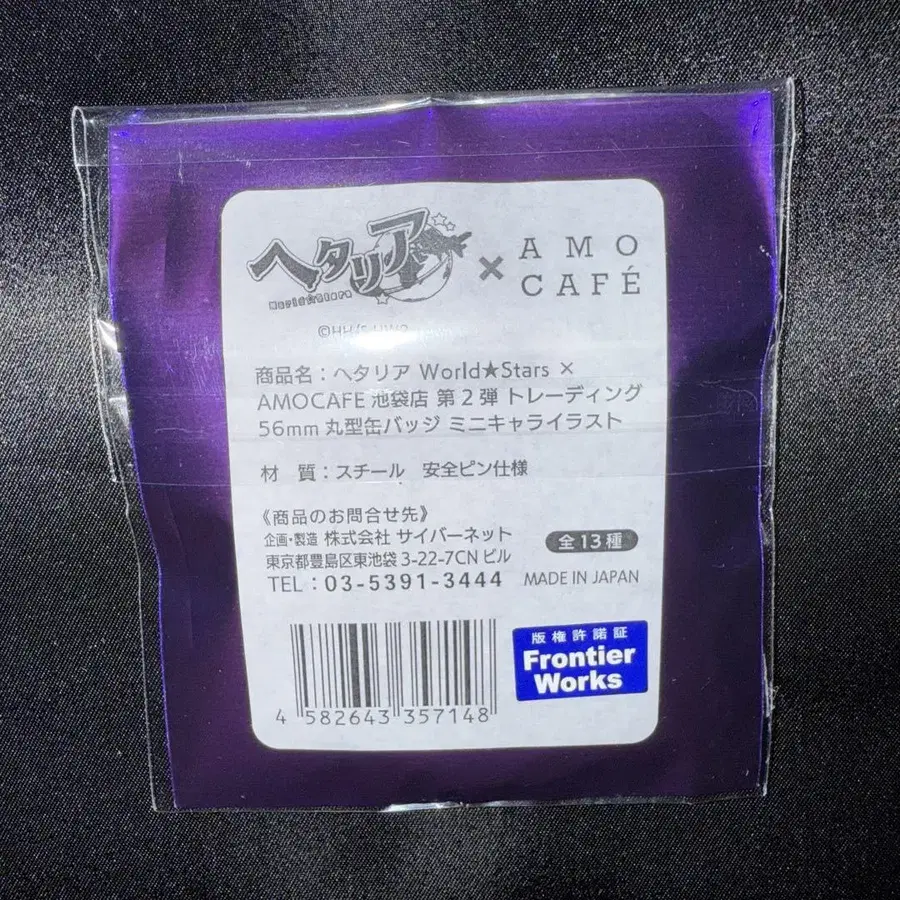 ヘタリア
World☆Stars
×
AMO
CAFÉ
商品名：ヘタリア World★Stars ×
AMOCAFE 池袋店 第2弾 トレーディング
56mm 丸型缶バッジ ミニキャライラスト
材 質：スチール 安全ピン仕様
《商品のお問合せ先》
企画・製造 株式会社 サイバーネット
東京都豊島区東池袋 3-22-7CN ビル
TEL：03-5391-3444
全13種
MADE IN JAPAN
版権許諾証
Frontier
Works
4 582643 357148